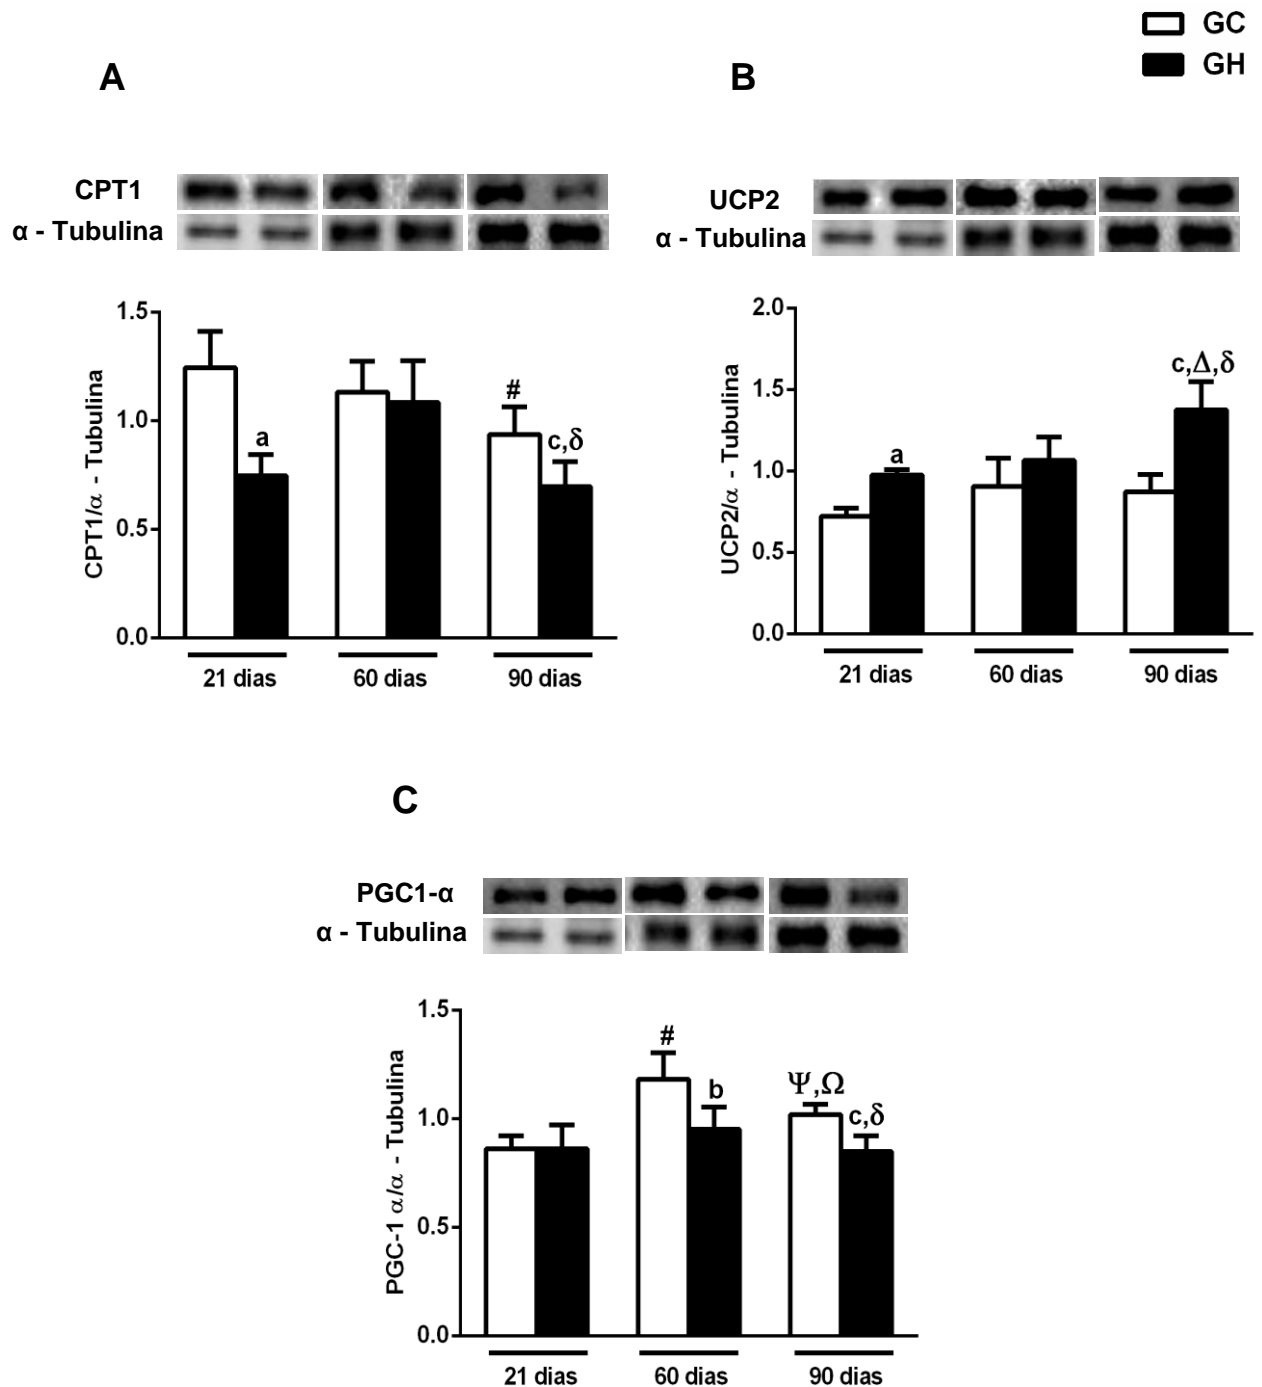 GC
GH
A
CPT1
α - Tubulina
CPT1/α - Tubulina
1.5
1.0
0.5
0.0
a
#
c,δ
21 dias
60 dias
90 dias
B
UCP2
α - Tubulina
UCP2/α - Tubulina
2.0
1.5
1.0
0.5
0.0
a
c,Δ,δ
21 dias
60 dias
90 dias
C
PGC1-α
α - Tubulina
PGC-1 α/α - Tubulina
1.5
1.0
0.5
0.0
#
b
Ψ,Ω
c,δ
21 dias
60 dias
90 dias